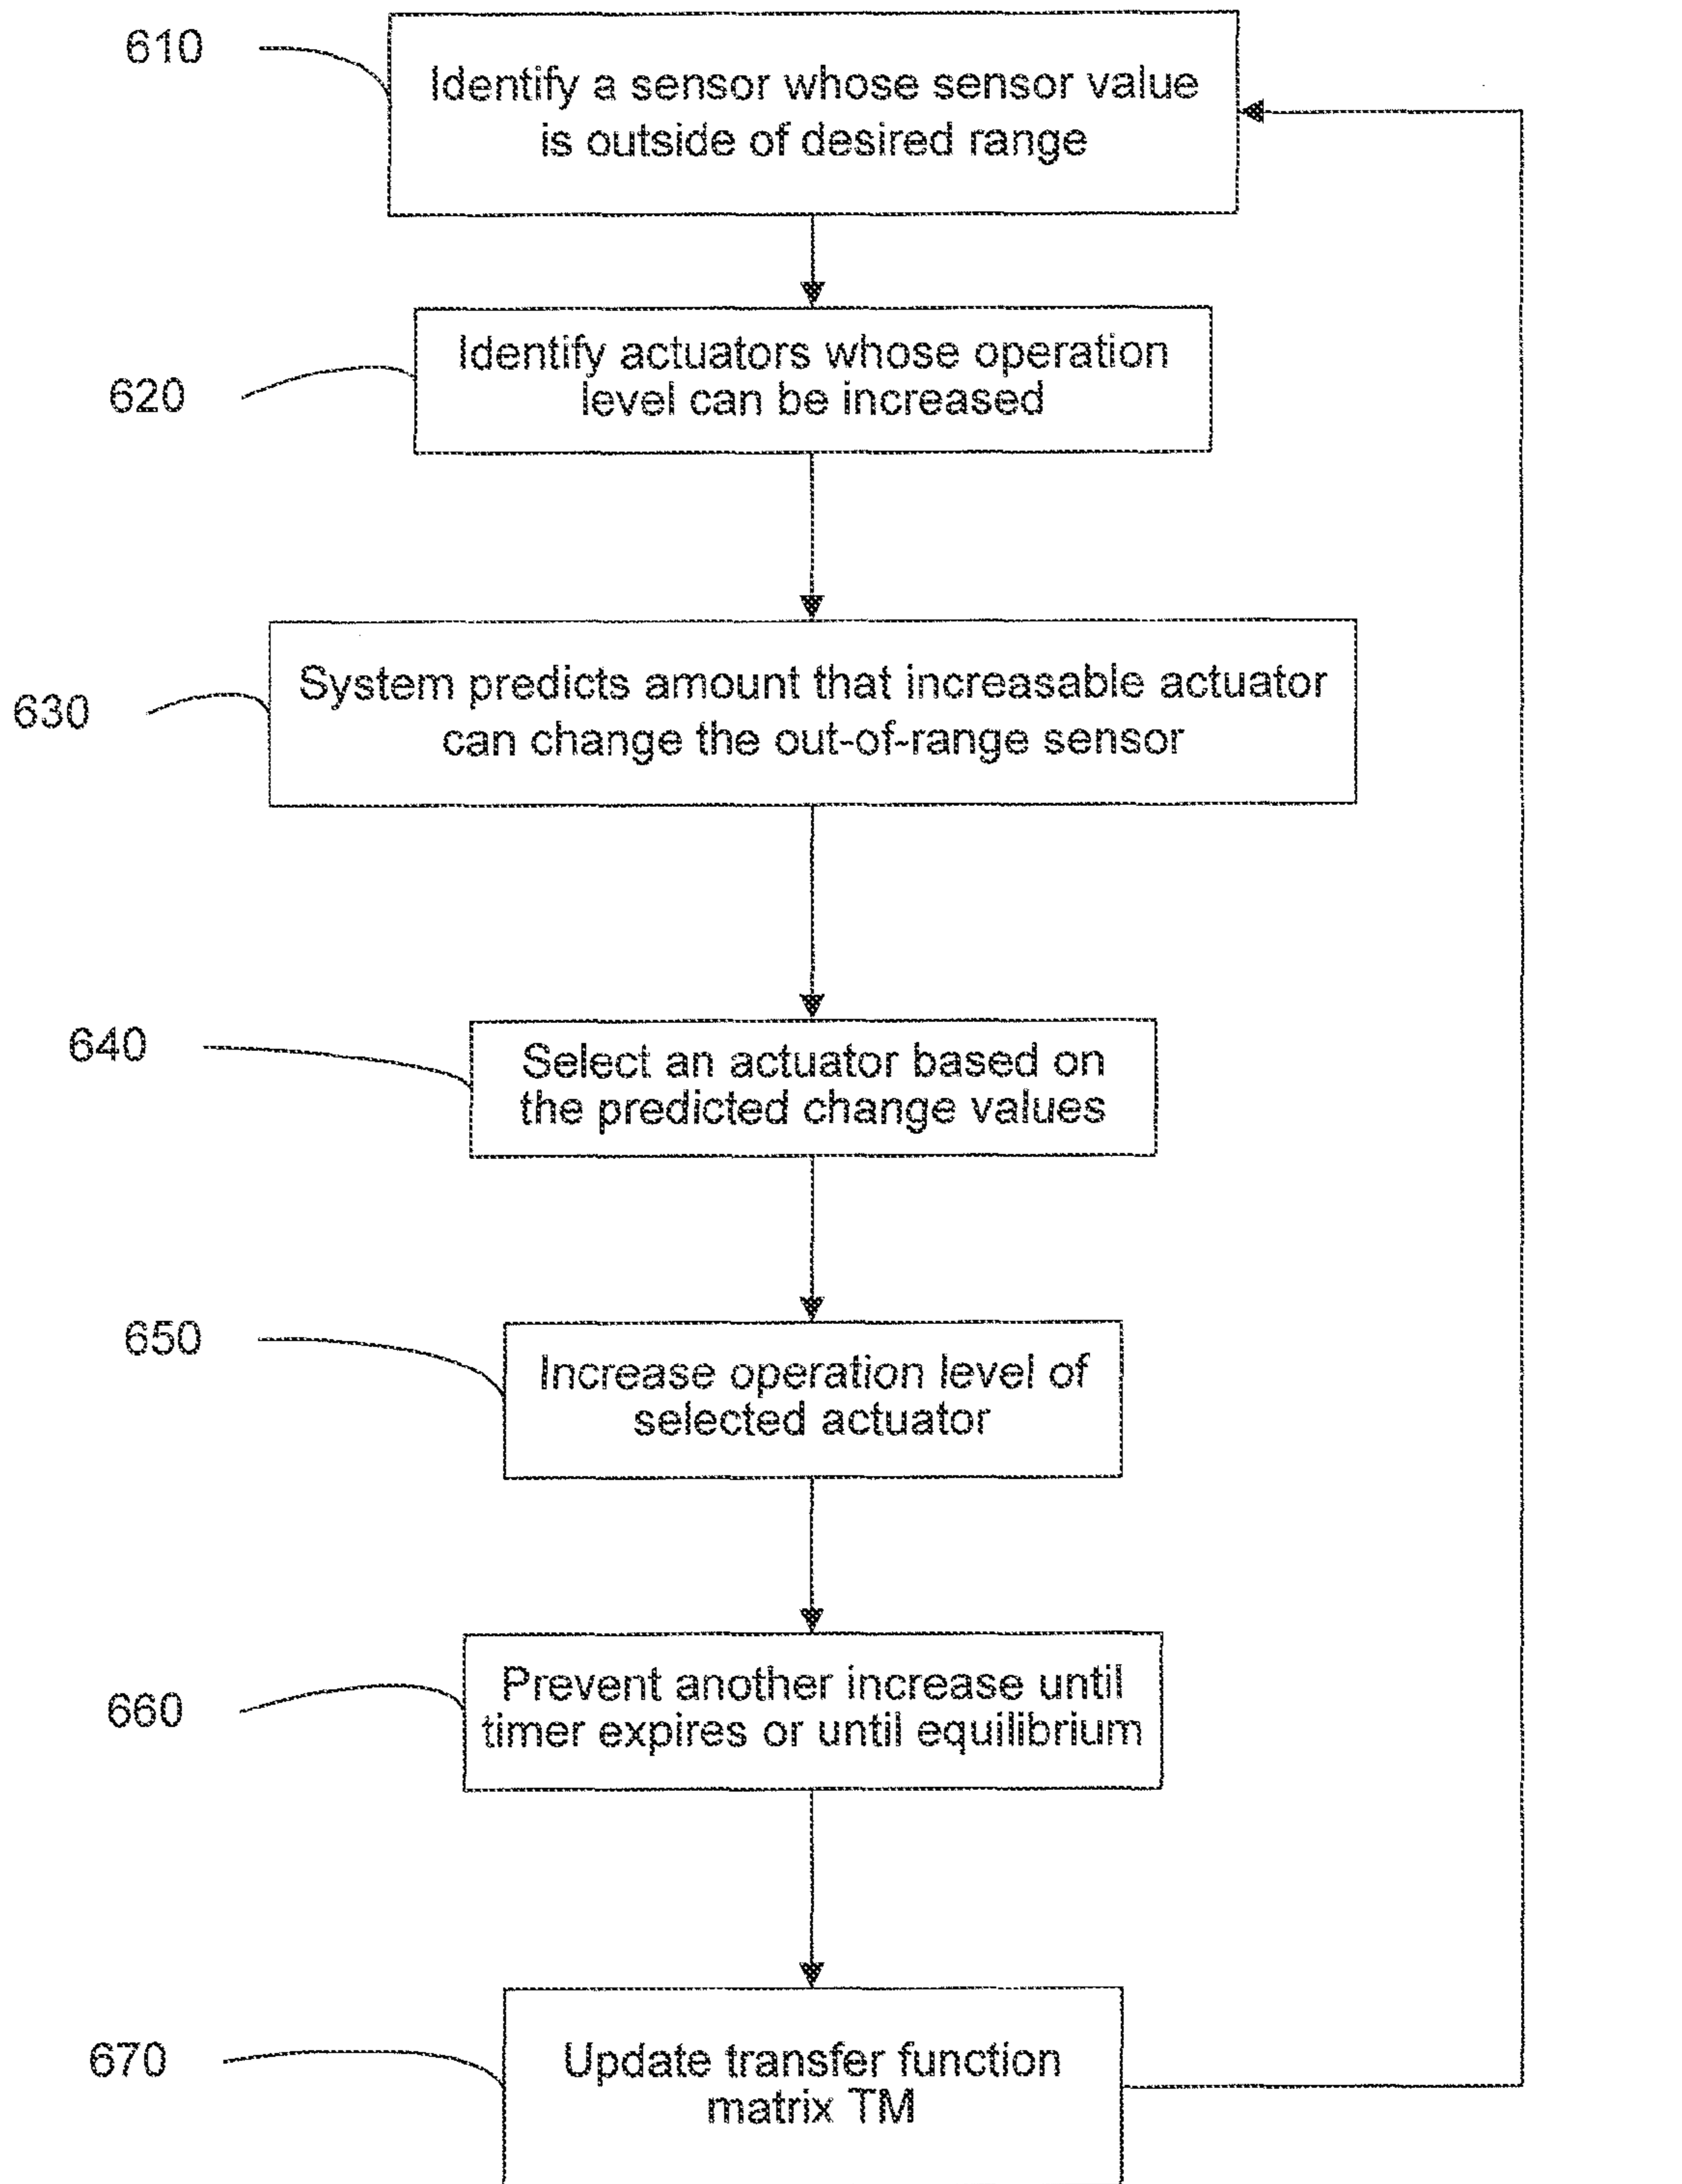 610
Identify a sensor whose sensor value
is outside of desired range
620
Identify actuators whose operation
level can be increased
630
System predicts amount that increasable actuator
can change the out-of-range sensor
640
Select an actuator based on
the predicted change values
650
Increase operation level of
selected actuator
660
Prevent another increase until
timer expires or until equilibrium
670
Update transfer function
matrix TM